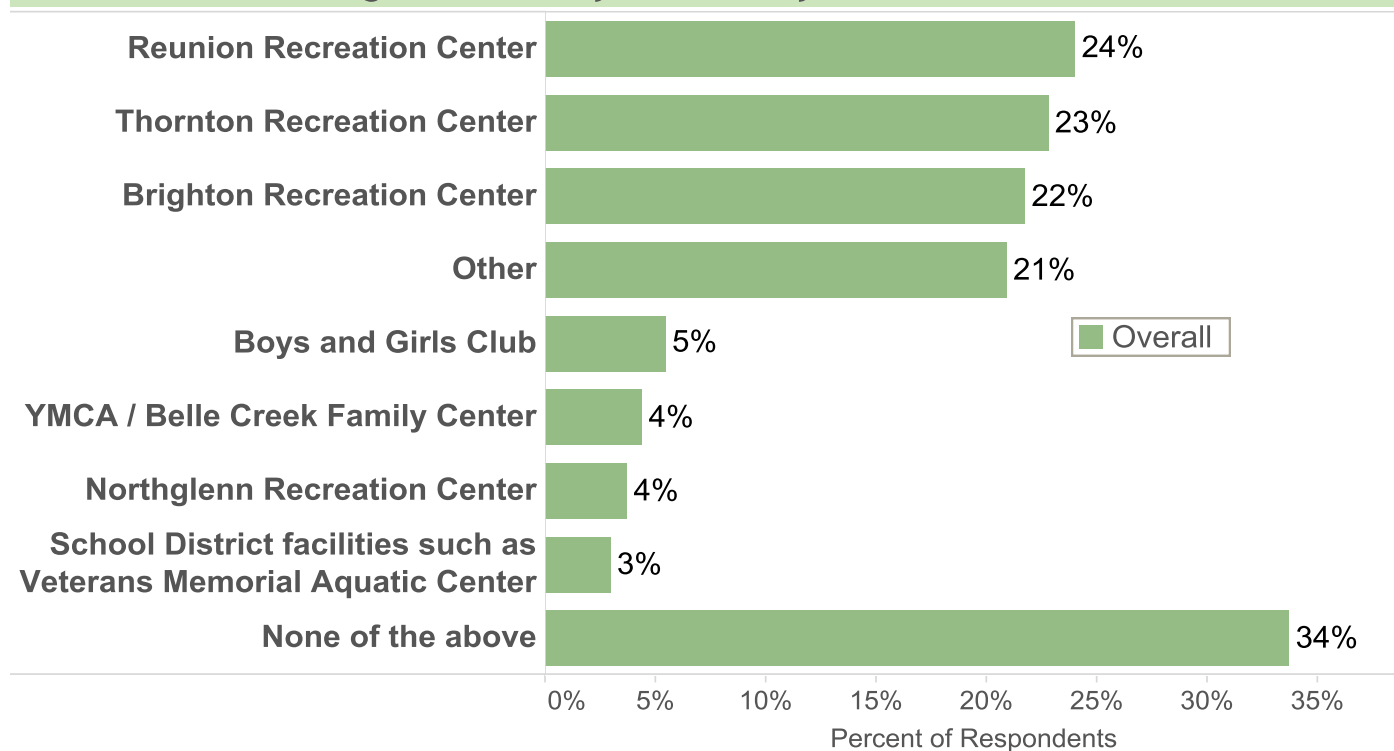 Reunion Recreation Center
24%
Thornton Recreation Center
23%
Brighton Recreation Center
22%
Other
21%
Boys and Girls Club
5%
Overall
YMCA / Belle Creek Family Center
4%
Northglenn Recreation Center
4%
School District facilities such as
Veterans Memorial Aquatic Center
3%
None of the above
34%
0% 5% 10% 15% 20% 25% 30% 35%
Percent of Respondents